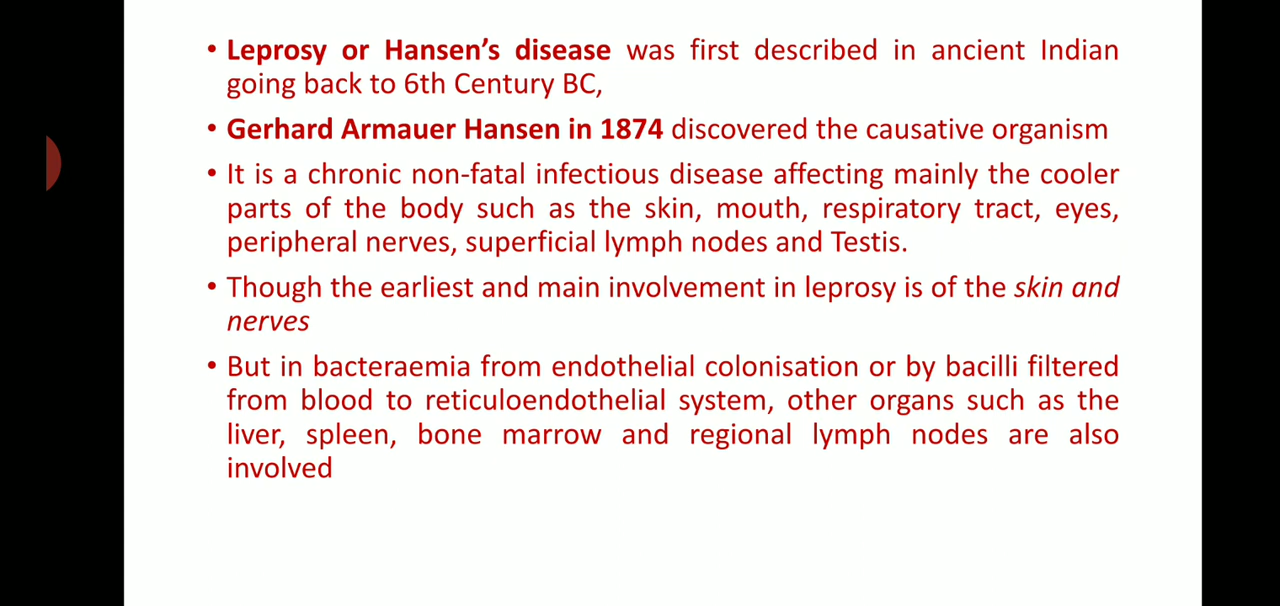 • Leprosy or Hansen’s disease was first described in ancient Indian
going back to 6th Century BC,
• Gerhard Armauer Hansen in 1874 discovered the causative organism
• It is a chronic non-fatal infectious disease affecting mainly the cooler
parts of the body such as the skin, mouth, respiratory tract, eyes,
peripheral nerves, superficial lymph nodes and Testis.
• Though the earliest and main involvement in leprosy is of the skin and
nerves
• But in bacteraemia from endothelial colonisation or by bacilli filtered
from blood to reticuloendothelial system, other organs such as the
liver, spleen, bone marrow and regional lymph nodes are also
involved